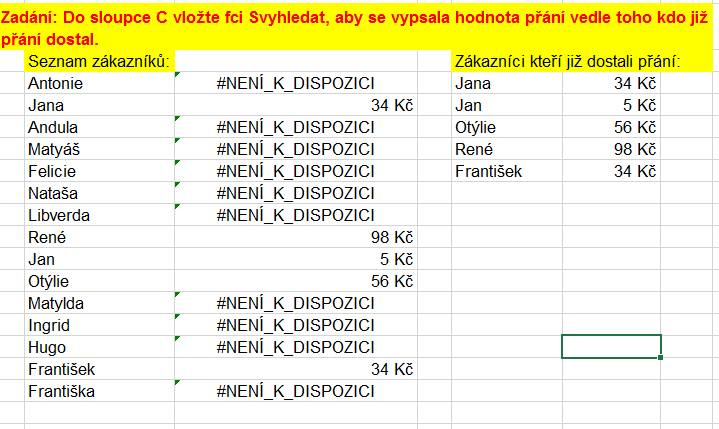 Zadání: Do sloupce C vložte fci Svyhledat, aby se vypsala hodnota přání vedle toho kdo již
přání dostal.
Seznam zákazníků: Zákazníci kteří již dostali přání:
Antonie #NENÍ_K_DISPOZICI Jana 34 Kč
Jana 34 Kč Jan 5 Kč
Andula #NENÍ_K_DISPOZICI Otýlie 56 Kč
Matyáš #NENÍ_K_DISPOZICI René 98 Kč
Felicie #NENÍ_K_DISPOZICI František 34 Kč
Nataša #NENÍ_K_DISPOZICI
Libverda #NENÍ_K_DISPOZICI
René 98 Kč
Jan 5 Kč
Otýlie 56 Kč
Matylda #NENÍ_K_DISPOZICI
Ingrid #NENÍ_K_DISPOZICI
Hugo #NENÍ_K_DISPOZICI
František 34 Kč
Františka #NENÍ_K_DISPOZICI